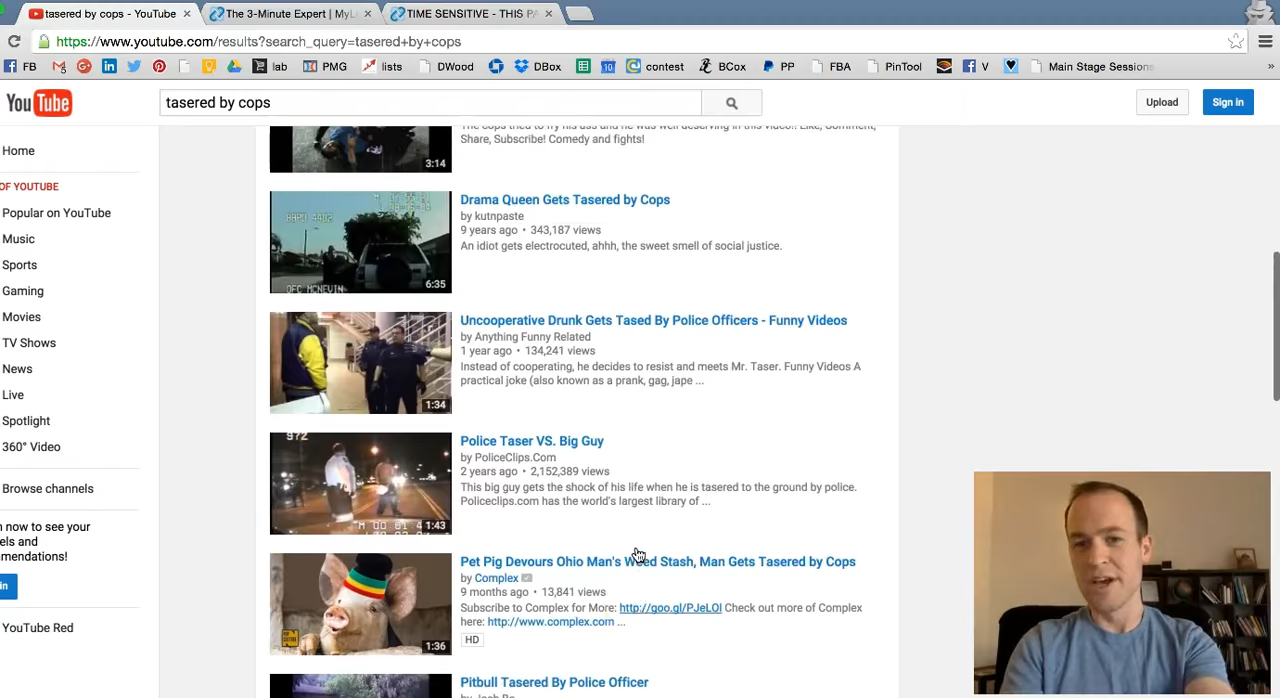 tasered by cops - YouTube
The 3-Minute Expert | MyL
TIME SENSITIVE - THIS PA
https://www.youtube.com/results?search_query=tasered+by+cops
FB
lab
PMG
lists
DWood
DBox
10
contest
BCox
PP
FBA
PinTool
V
Main Stage Sessions
»
YouTube
tasered by cops
Upload
Sign in
Home
OF YOUTUBE
Popular on YouTube
Music
Sports
Gaming
Movies
TV Shows
News
Live
Spotlight
360° Video
Browse channels
n now to see your
els and
mendations!
in
YouTube Red
3:14
The cops tried to fry his ass and he was well deserving in this video!! Like, Comment,
Share, Subscribe! Comedy and fights!
6:35
Drama Queen Gets Tasered by Cops
by kutnpaste
9 years ago • 343,187 views
An idiot gets electrocuted, ahhh, the sweet smell of social justice.
OFC MCNEVIN
1:34
Uncooperative Drunk Gets Tased By Police Officers - Funny Videos
by Anything Funny Related
1 year ago • 134,241 views
Instead of cooperating, he decides to resist and meets Mr. Taser. Funny Videos A
practical joke (also known as a prank, gag, jape ...
972
1:43
Police Taser VS. Big Guy
by PoliceClips.Com
2 years ago • 2,152,389 views
This big guy gets the shock of his life when he is tasered to the ground by police.
Policeclips.com has the world's largest library of ...
1:36
Pet Pig Devours Ohio Man's Weed Stash, Man Gets Tasered by Cops
by Complex
9 months ago • 13,841 views
Subscribe to Complex for More: http://goo.gl/PJeLOl Check out more of Complex
here: http://www.complex.com ...
HD
Pitbull Tasered By Police Officer